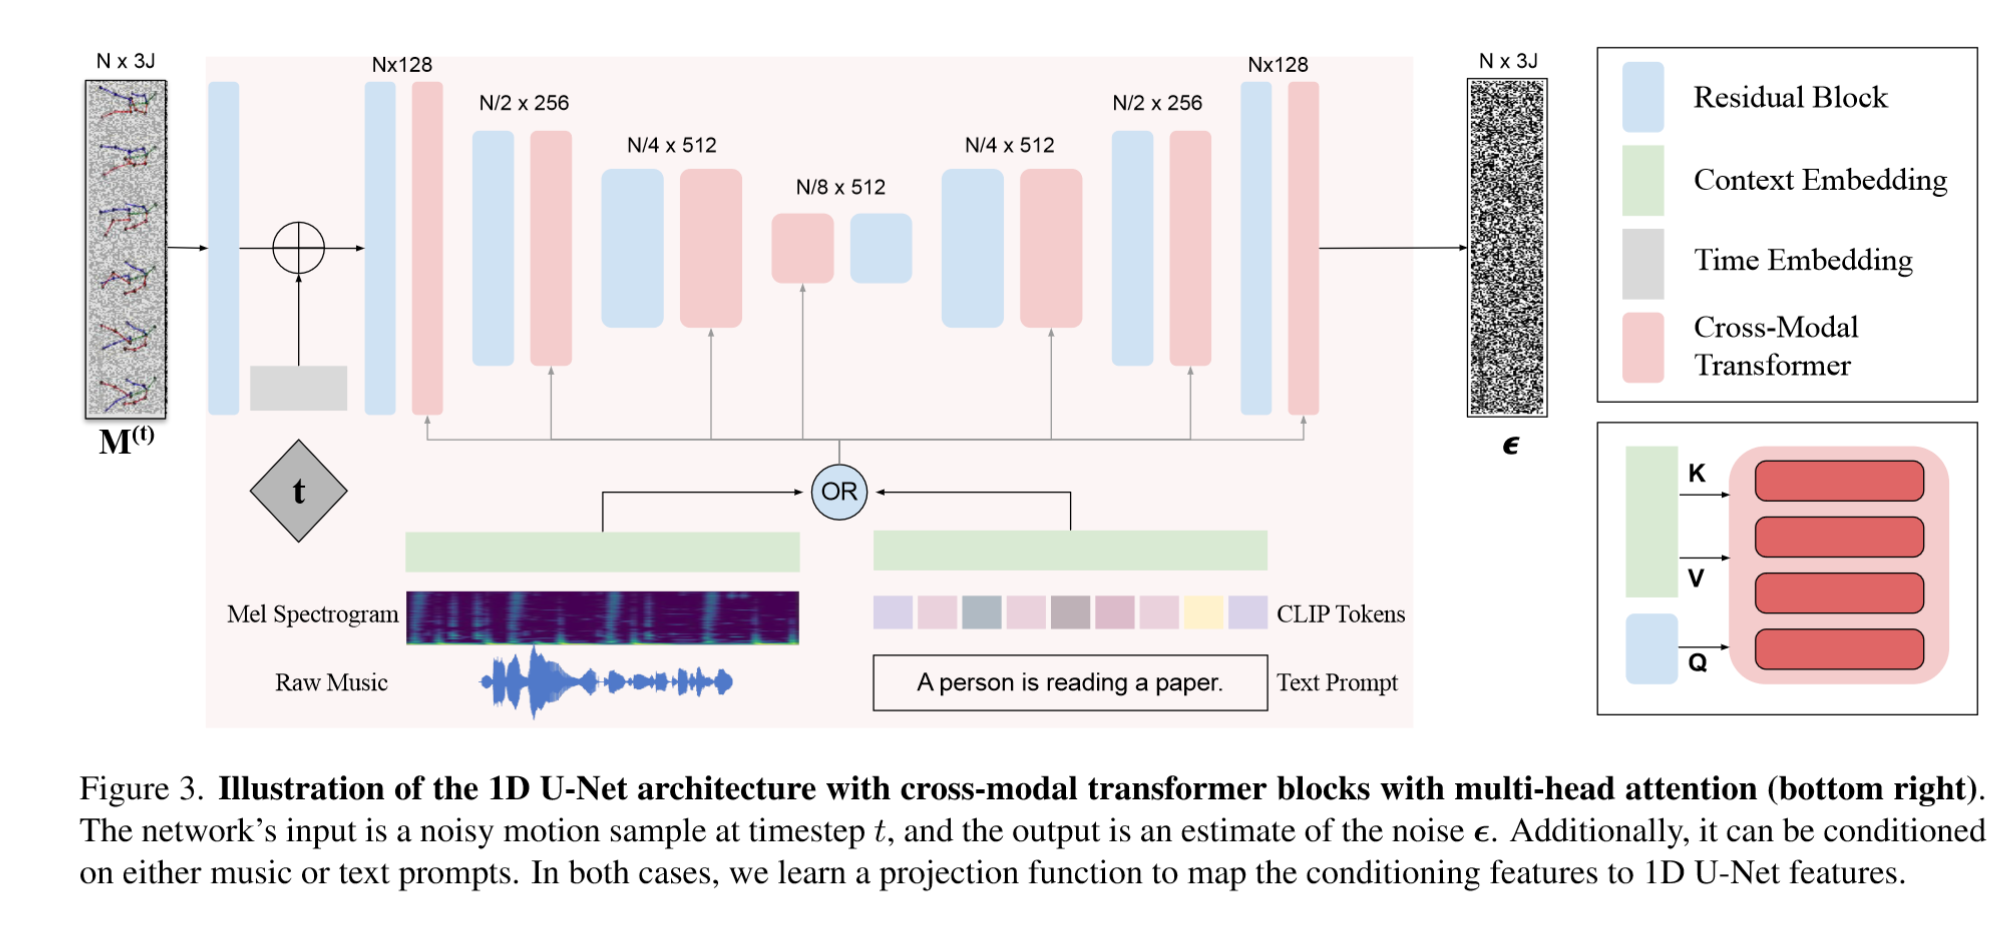 N x 3J
Nx128
N/2 x 256
N/4 x 512
N/8 x 512
N/4 x 512
N/2 x 256
Nx128
N x 3J
M(t)
t
OR
ϵ
Mel Spectrogram
CLIP Tokens
Raw Music
A person is reading a paper.
Text Prompt
Residual Block
Context Embedding
Time Embedding
Cross-Modal
Transformer
K
V
Q
Figure 3. Illustration of the 1D U-Net architecture with cross-modal transformer blocks with multi-head attention (bottom right).
The network’s input is a noisy motion sample at timestep t, and the output is an estimate of the noise ϵ. Additionally, it can be conditioned
on either music or text prompts. In both cases, we learn a projection function to map the conditioning features to 1D U-Net features.